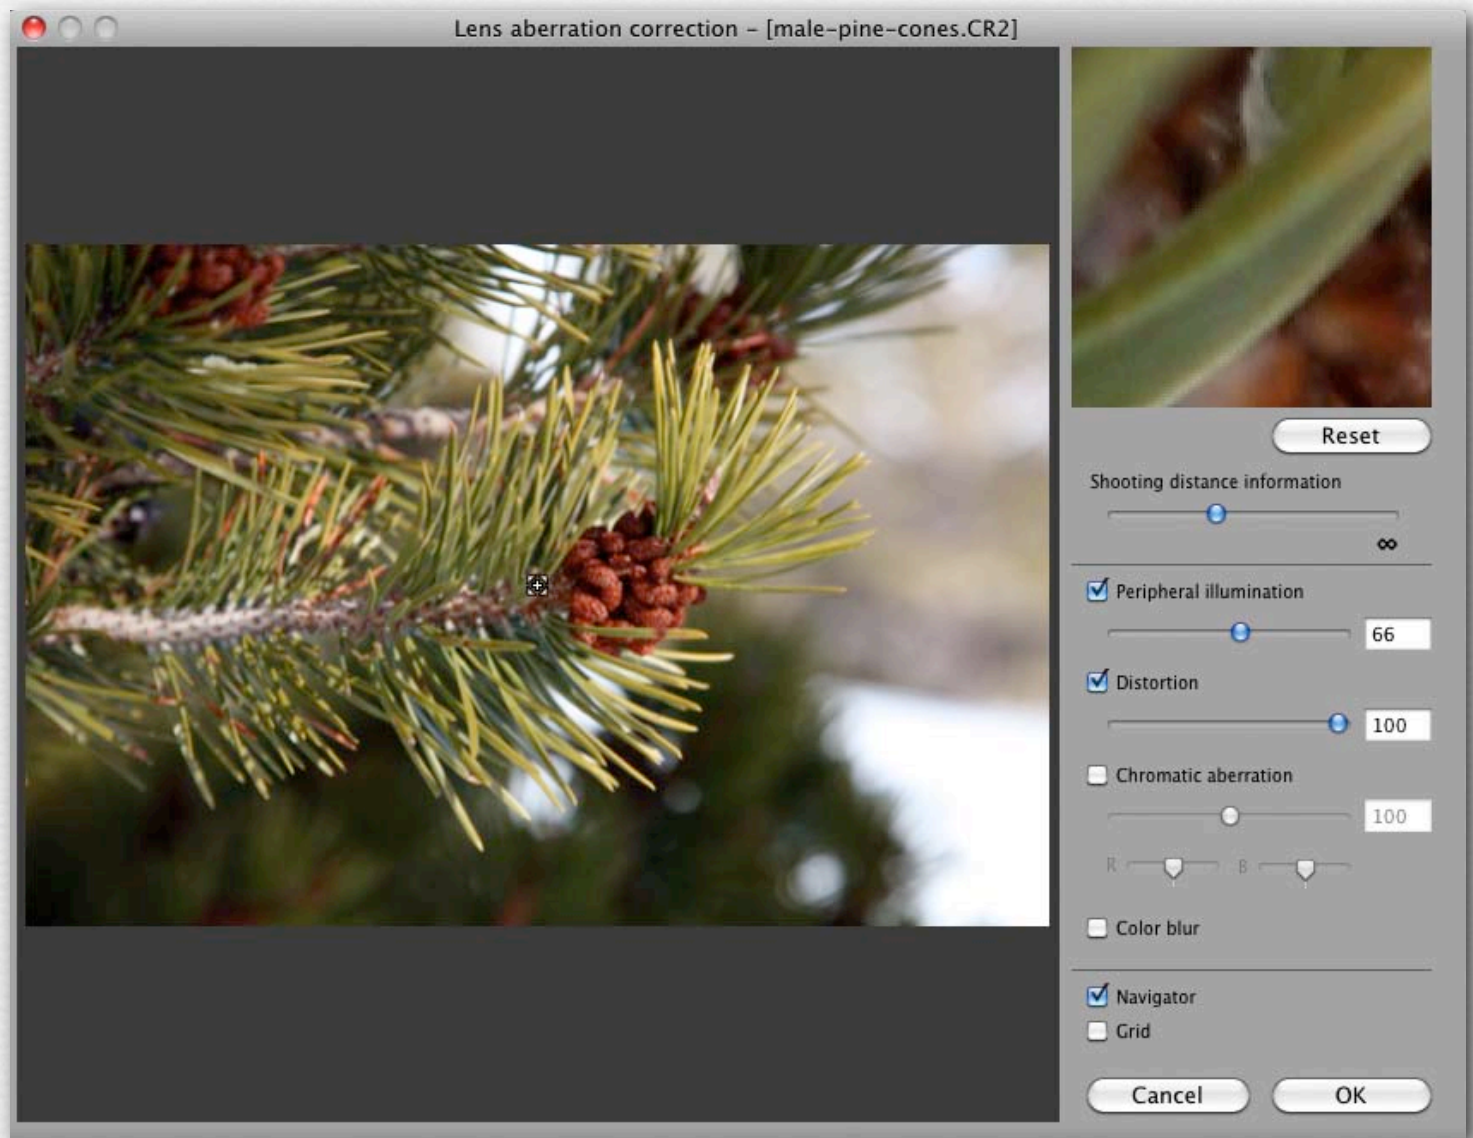 Lens aberration correction – [male-pine-cones.CR2]
Reset
Shooting distance information
∞
Peripheral illumination
66
Distortion
100
Chromatic aberration
100
R B
Color blur
Navigator
Grid
Cancel OK